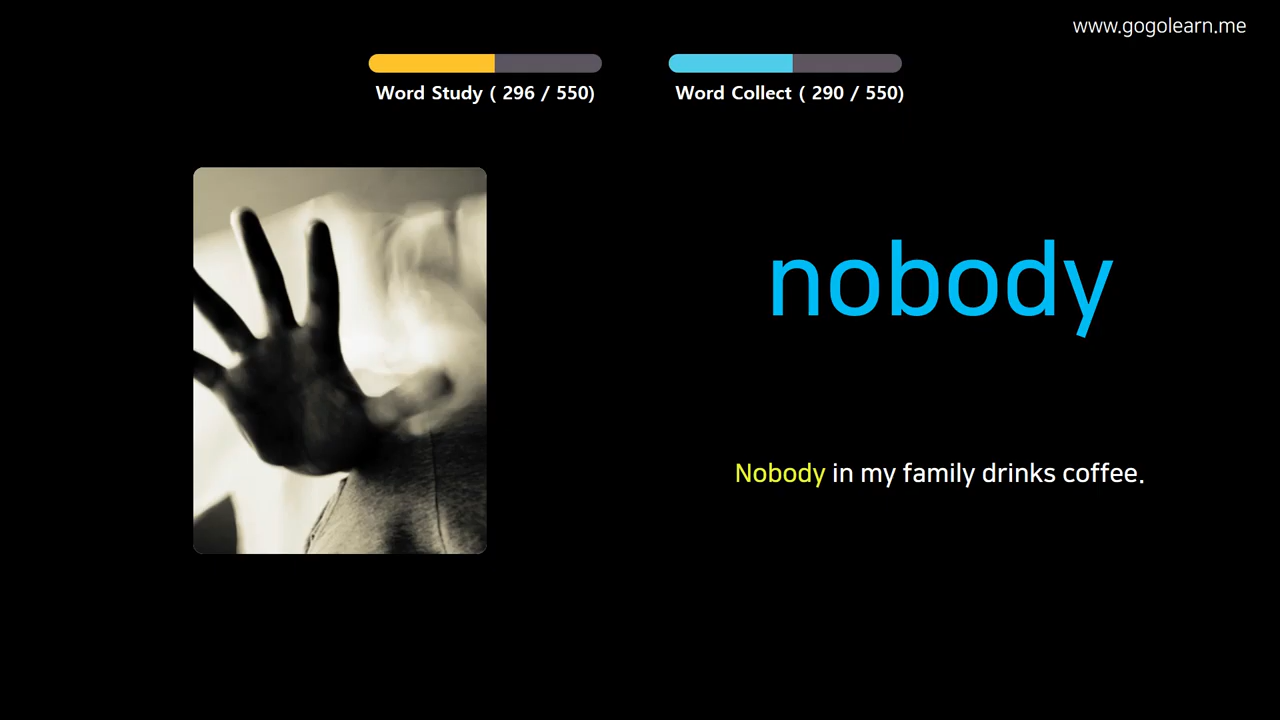 www.gogolearn.me
Word Study ( 296 / 550)
Word Collect ( 290 / 550)
nobody
Nobody in my family drinks coffee.